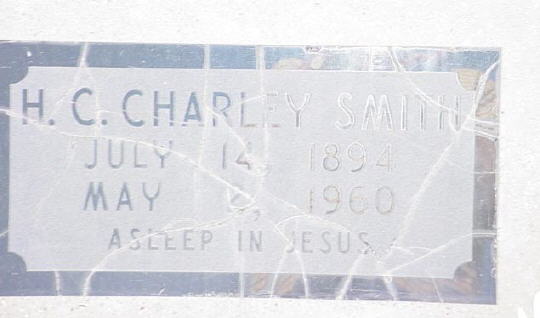 H. C. CHARLEY SMITH
JULY 14, 1894
MAY 1960
ASLEEP IN JESUS